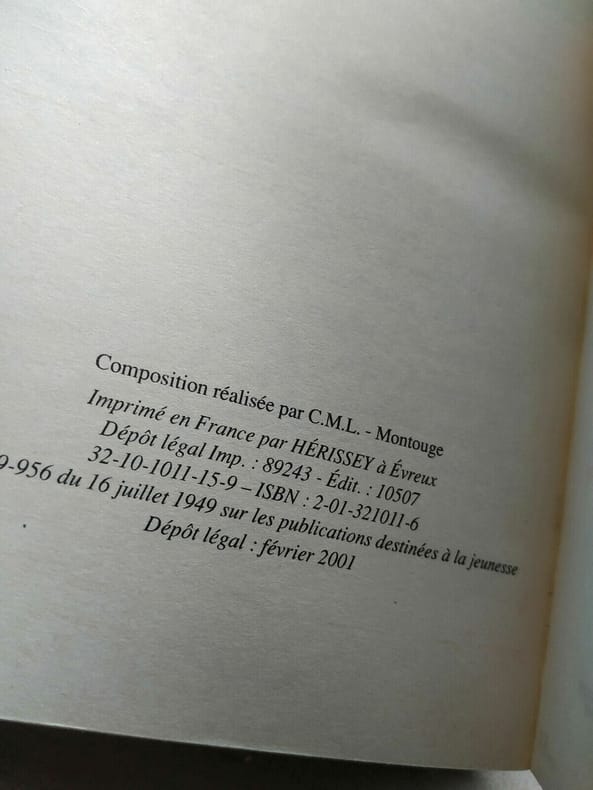 Composition réalisée par C.M.L. - Montouge
Imprimé en France par HÉRISSEY à Évreux
Dépôt légal Imp. : 89243 - Édit. : 10507
32-10-1011-15-9 – ISBN : 2-01-321011-6
9-956 du 16 juillet 1949 sur les publications destinées à la jeunesse
Dépôt légal : février 2001